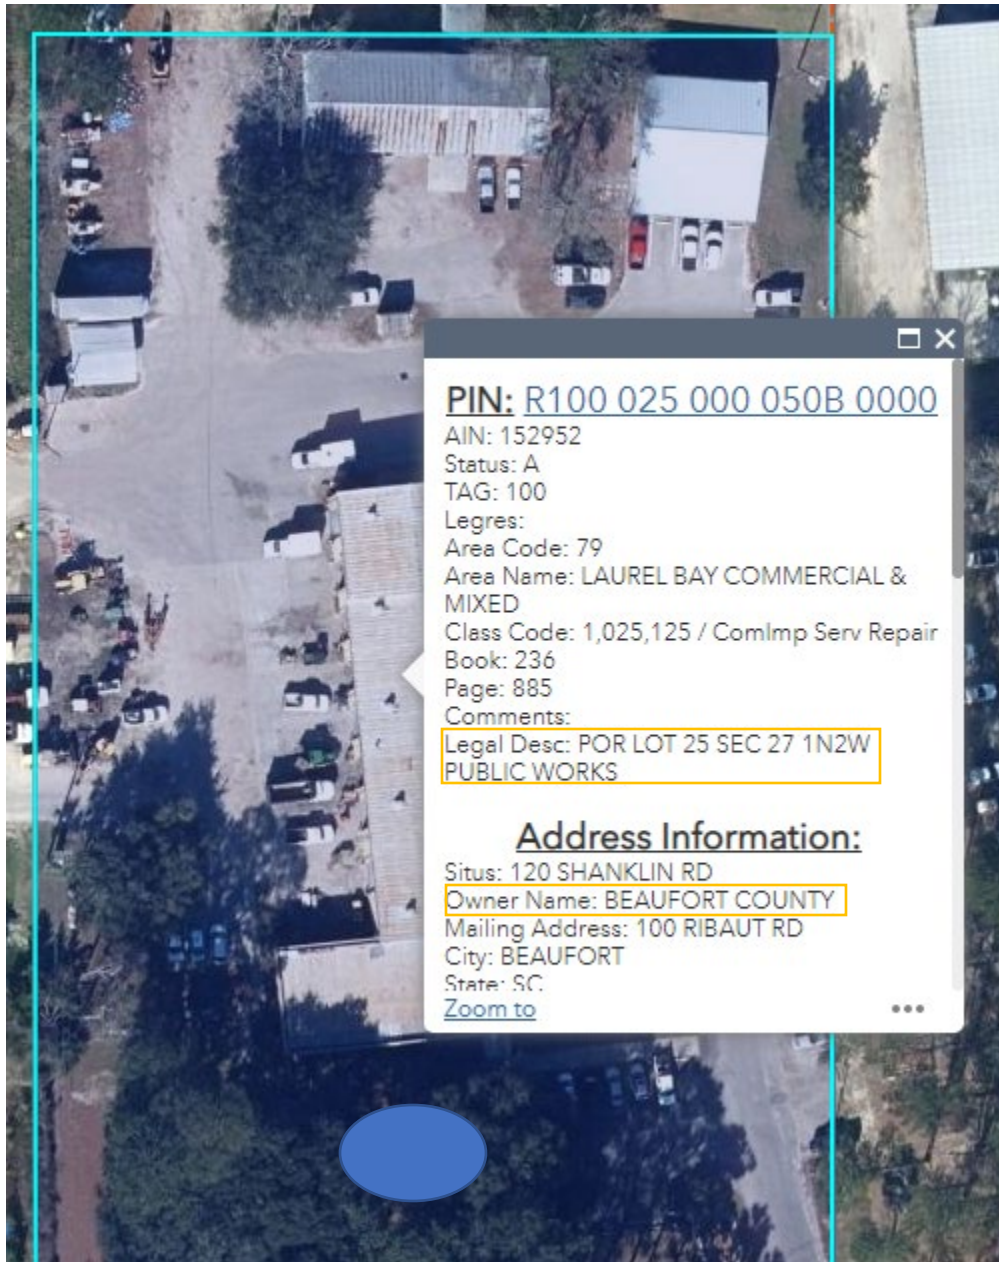 PIN: R100 025 000 050B 0000
AIN: 152952
Status: A
TAG: 100
Legres:
Area Code: 79
Area Name: LAUREL BAY COMMERCIAL &
MIXED
Class Code: 1,025,125 / ComImp Serv Repair
Book: 236
Page: 885
Comments:
Legal Desc: POR LOT 25 SEC 27 1N2W
PUBLIC WORKS
Address Information:
Situs: 120 SHANKLIN RD
Owner Name: BEAUFORT COUNTY
Mailing Address: 100 RIBAUT RD
City: BEAUFORT
State: SC
Zoom to